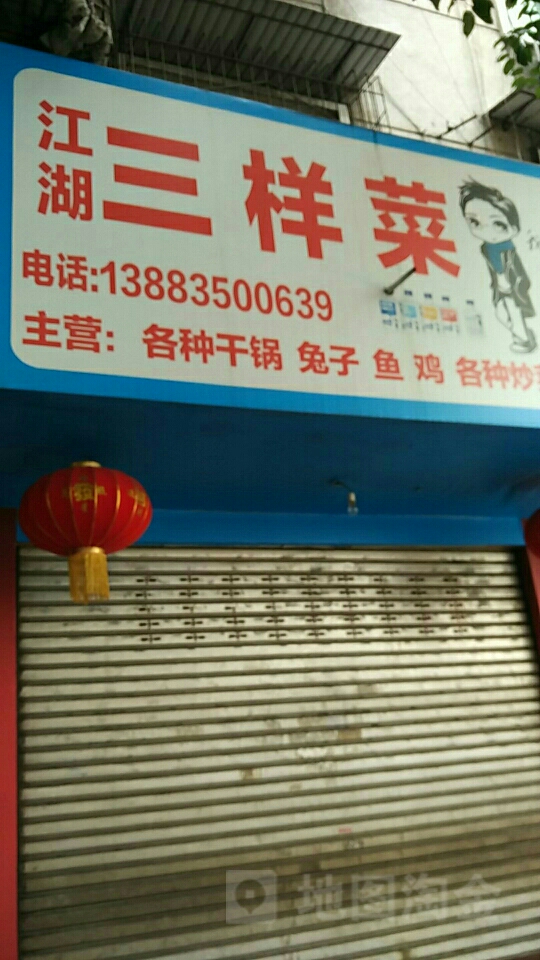 江湖三样菜
电话:13883500639
主营：各种干锅 兔子 鱼 鸡 各种炒
地图淘金